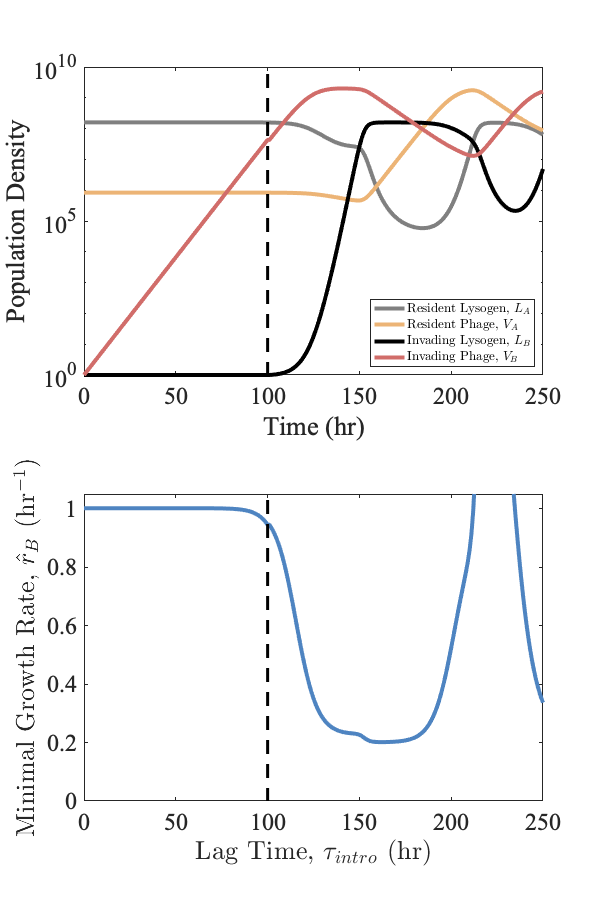 10^10
10^5
10^0
Population Density
Resident Lysogen, L_A
Resident Phage, V_A
Invading Lysogen, L_B
Invading Phage, V_B
0 50 100 150 200 250
Time (hr)
1
0.8
0.6
0.4
0.2
0
Minimal Growth Rate, r̂_B (hr^−1)
0 50 100 150 200 250
Lag Time, τ_intro (hr)